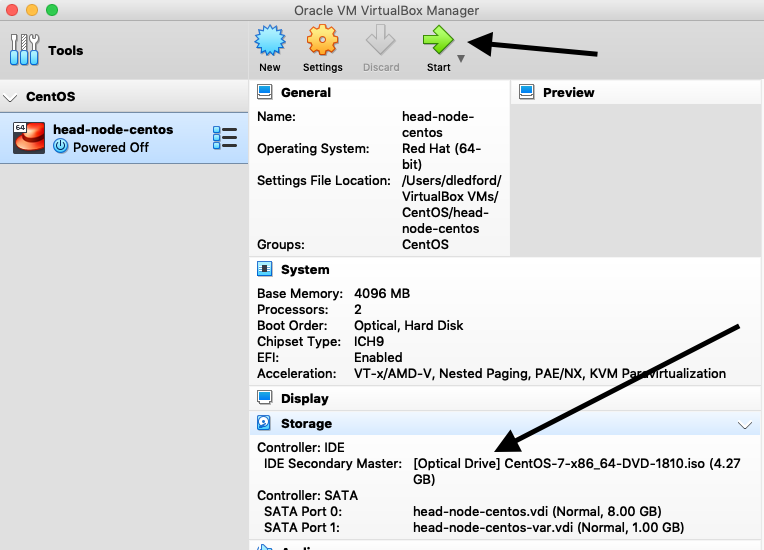 Oracle VM VirtualBox Manager
Tools
New
Settings
Discard
Start
CentOS
64
head-node-centos
Powered Off
General
Name:
head-node-
centos
Operating System:
Red Hat (64-
bit)
Settings File Location:
/Users/dledford/
VirtualBox VMs/
CentOS/head-
node-centos
Groups:
CentOS
Preview
System
Base Memory: 4096 MB
Processors: 2
Boot Order: Optical, Hard Disk
Chipset Type: ICH9
EFI: Enabled
Acceleration: VT-x/AMD-V, Nested Paging, PAE/NX, KVM Paravirtualization
Display
Storage
Controller: IDE
IDE Secondary Master: [Optical Drive] CentOS-7-x86_64-DVD-1810.iso (4.27
GB)
Controller: SATA
SATA Port 0: head-node-centos.vdi (Normal, 8.00 GB)
SATA Port 1: head-node-centos-var.vdi (Normal, 1.00 GB)